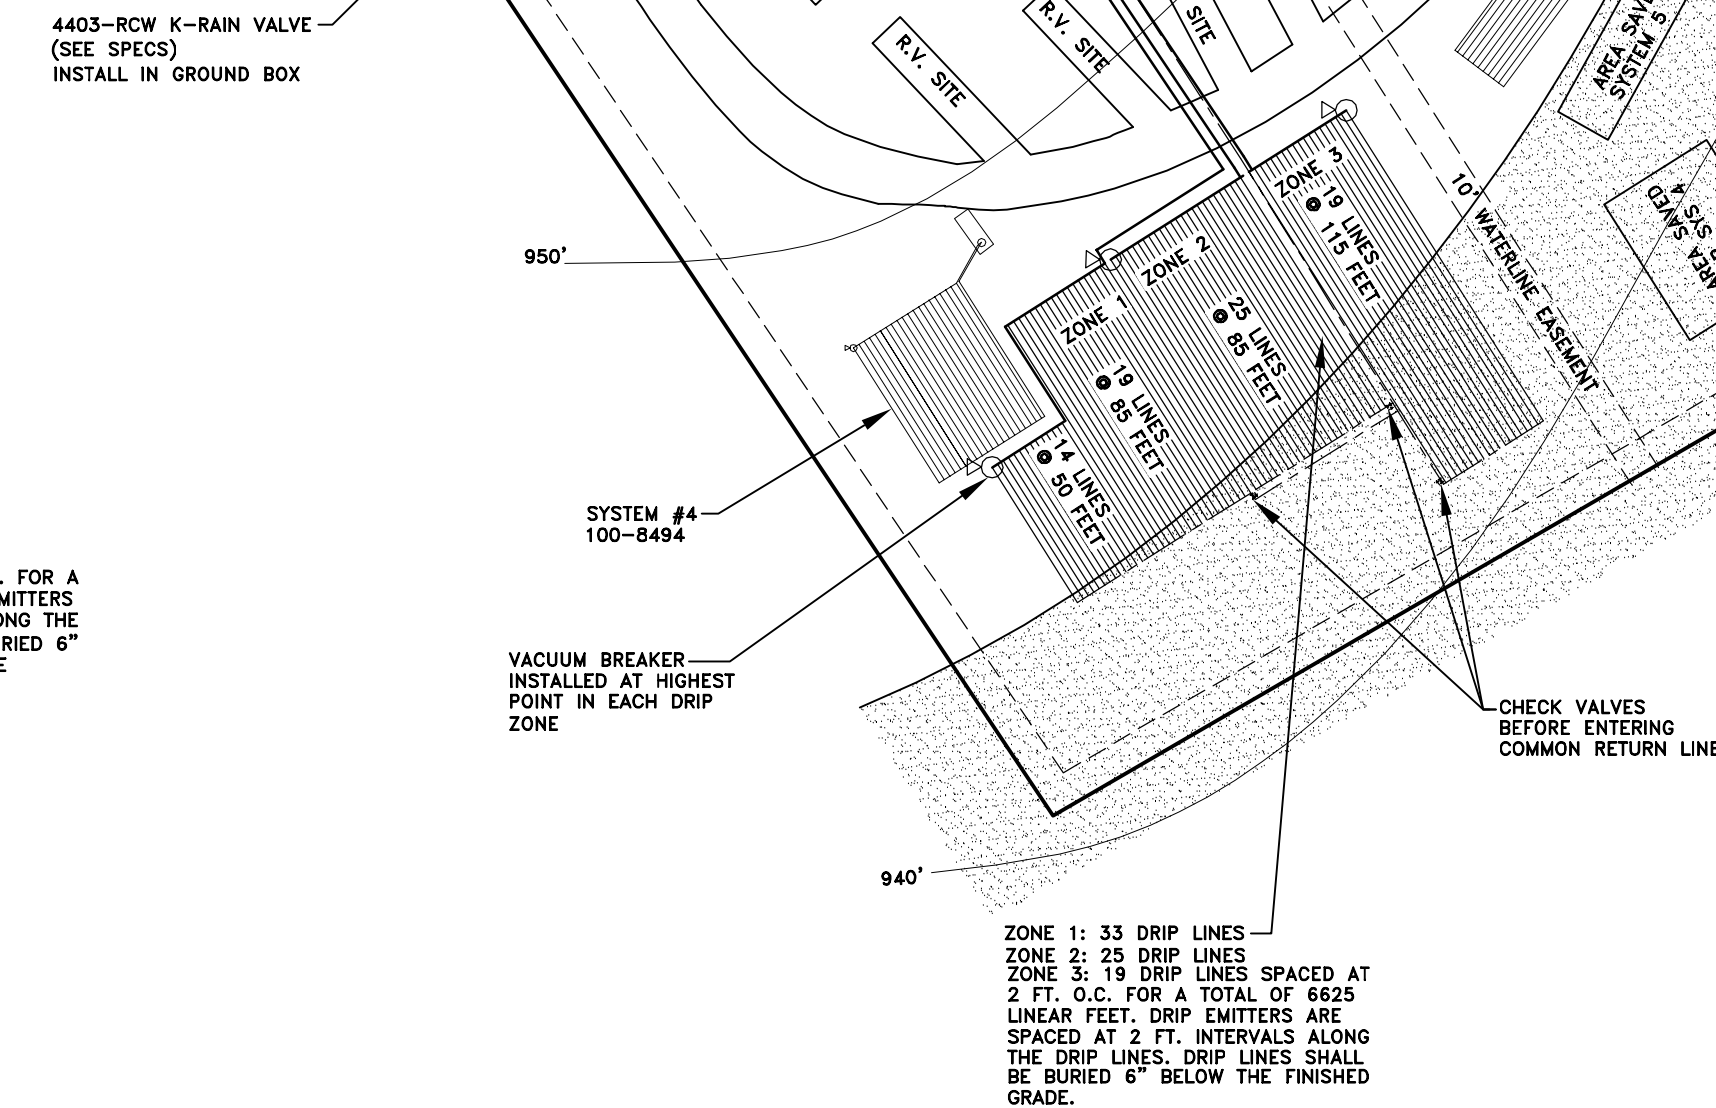 4403-RCW K-RAIN VALVE
(SEE SPECS)
INSTALL IN GROUND BOX
R.V. SITE
R.V. SITE
SITE
AREA SAVE
SYSTEM 5
ZONE 3
19 LINES
@ 115 FEET
10' WATERLINE EASEMENT
AREA
SAVED
SYS 4
950'
ZONE 2
25 LINES
@ 85 FEET
ZONE 1
19 LINES
@ 85 FEET
14 LINES
@ 50 FEET
SYSTEM #4
100-8494
. FOR A
MITTERS
ONG THE
RIED 6"
E
VACUUM BREAKER
INSTALLED AT HIGHEST
POINT IN EACH DRIP
ZONE
CHECK VALVES
BEFORE ENTERING
COMMON RETURN LINE
940'
ZONE 1: 33 DRIP LINES
ZONE 2: 25 DRIP LINES
ZONE 3: 19 DRIP LINES SPACED AT
2 FT. O.C. FOR A TOTAL OF 6625
LINEAR FEET. DRIP EMITTERS ARE
SPACED AT 2 FT. INTERVALS ALONG
THE DRIP LINES. DRIP LINES SHALL
BE BURIED 6" BELOW THE FINISHED
GRADE.